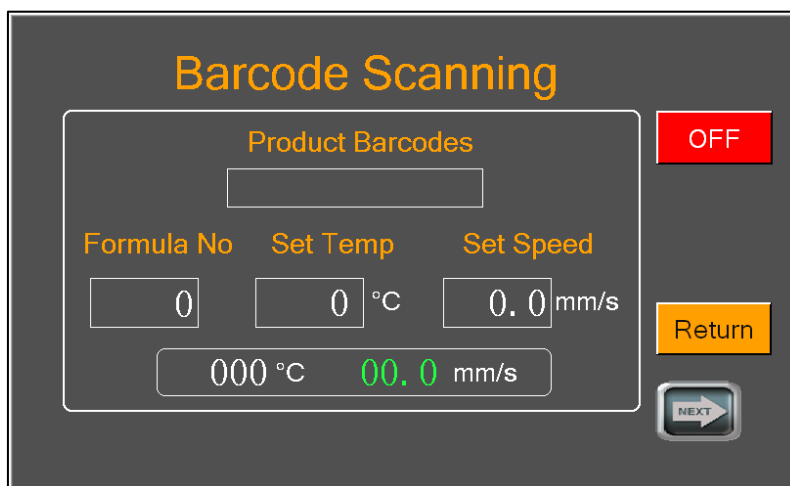 Barcode Scanning
Product Barcodes
OFF
Formula No Set Temp Set Speed
0 0 °C 0.0 mm/s
Return
000 °C 00.0 mm/s
NEXT